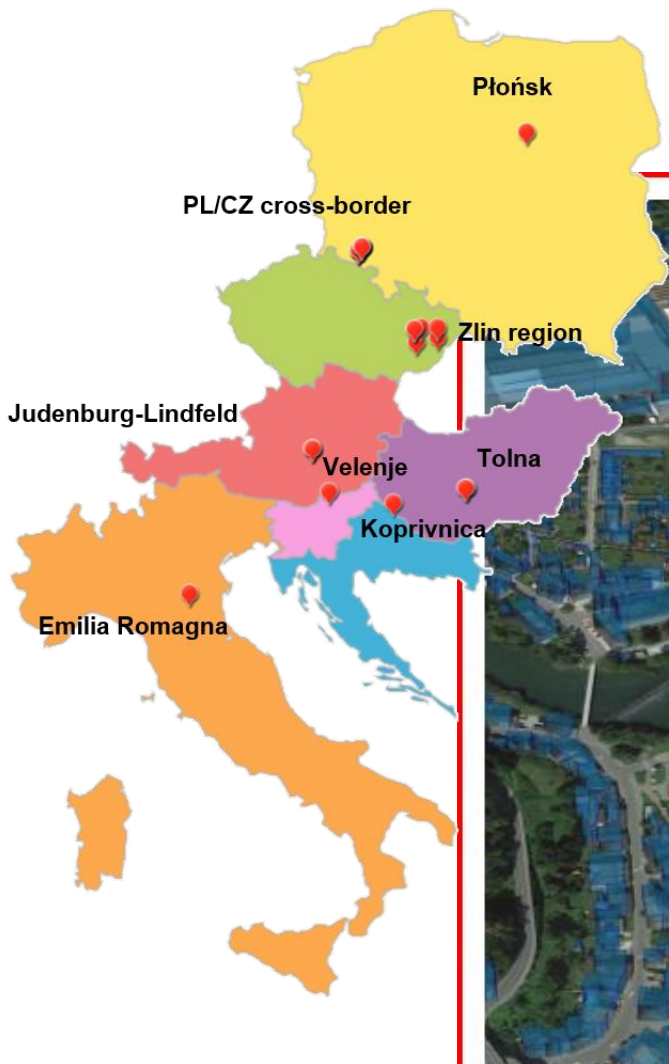 Płońsk
PL/CZ cross-border
Zlin region
Judenburg-Lindfeld
Velenje
Tolna
Koprivnica
Emilia Romagna